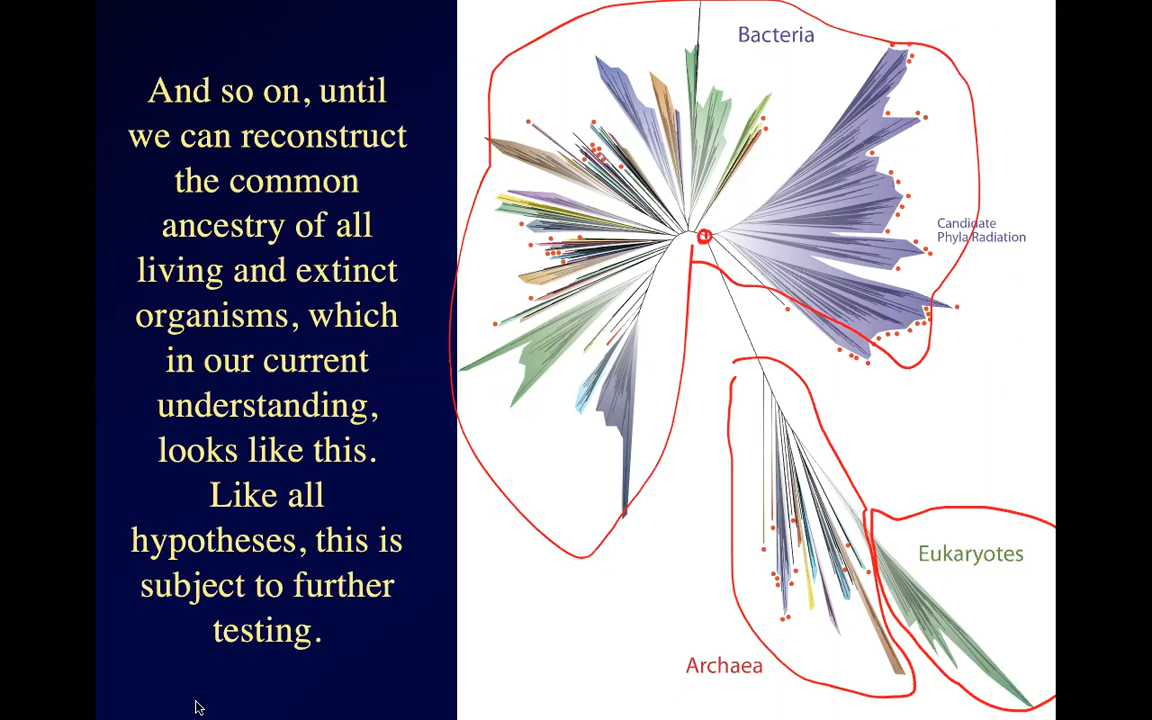 And so on, until
we can reconstruct
the common
ancestry of all
living and extinct
organisms, which
in our current
understanding,
looks like this.
Like all
hypotheses, this is
subject to further
testing.
Bacteria
Candidate
Phyla Radiation
Eukaryotes
Archaea